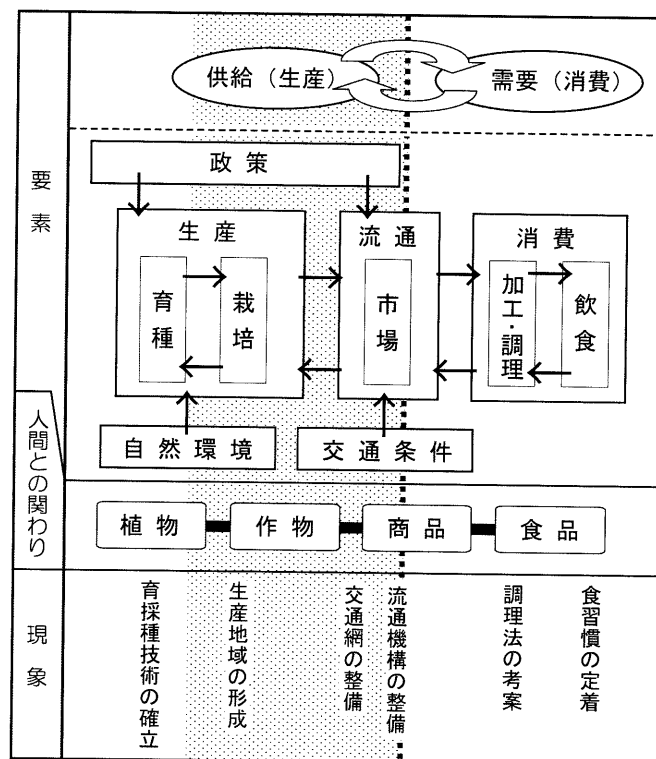 要素
供給（生産）
需要（消費）
政策
生産
育種
栽培
流通
市場
消費
加工・調理
飲食
自然環境
交通条件
人間との関わり
植物
作物
商品
食品
現象
育採種技術の確立
生産地域の形成
交通網の整備
流通機構の整備
調理法の考案
食習慣の定着